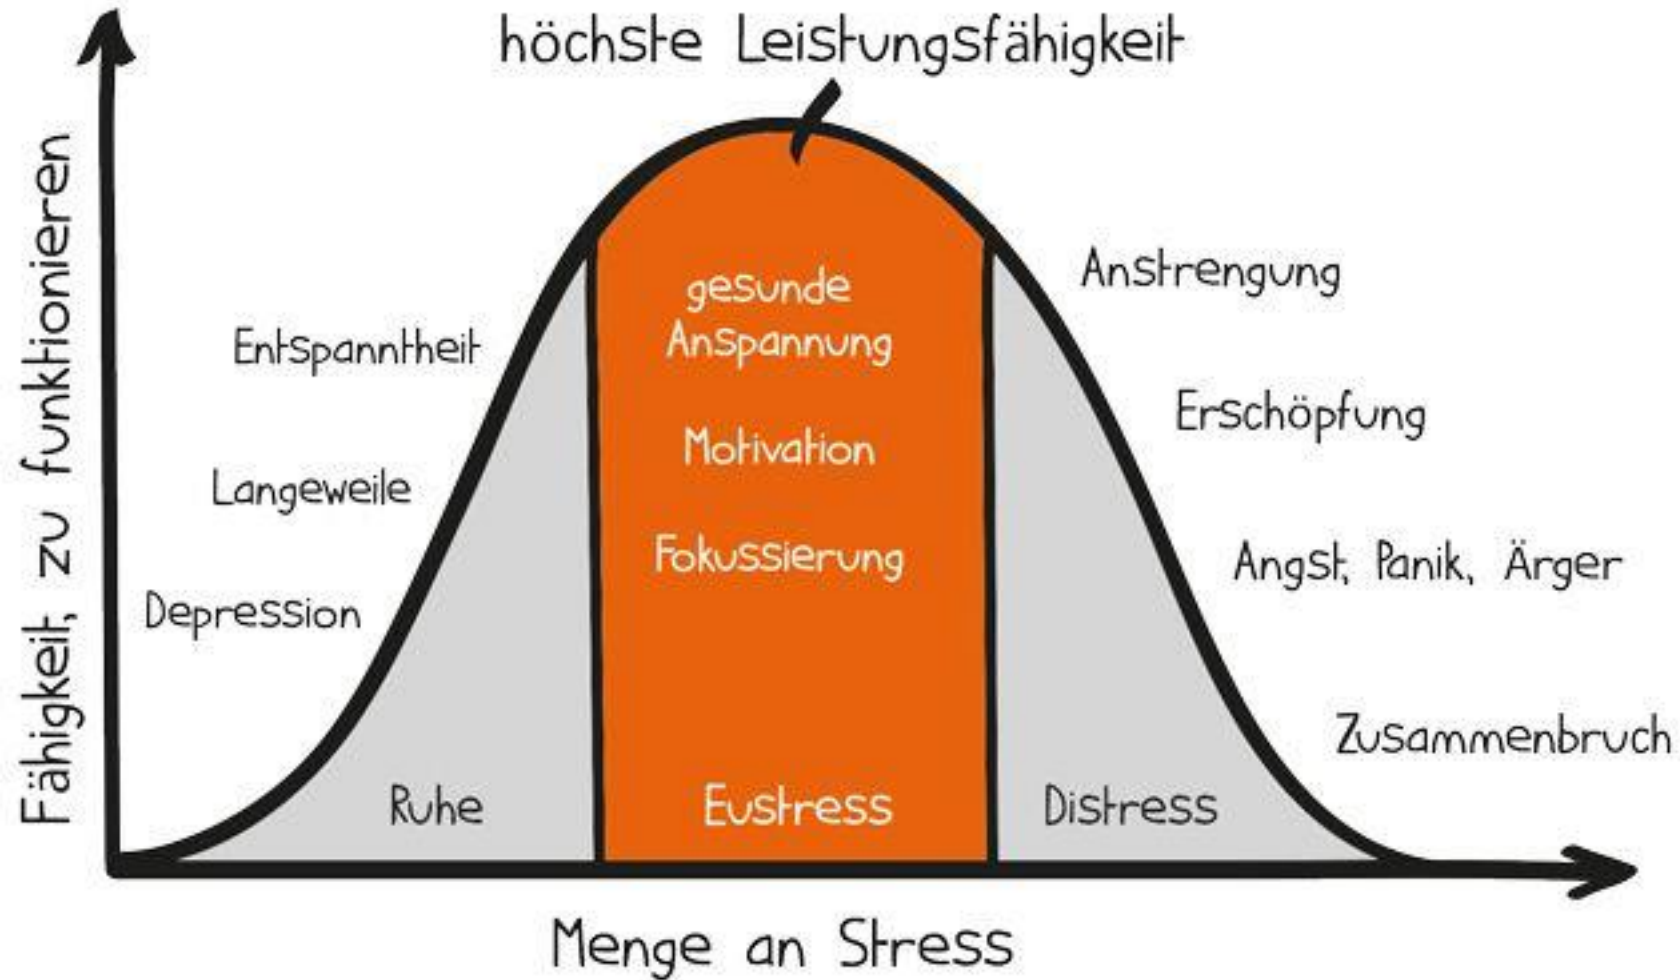 höchste Leistungsfähigkeit
Fähigkeit, zu funktionieren
Entspanntheit
Langeweile
Depression
Ruhe
gesunde
Anspannung
Motivation
Fokussierung
Eustress
Anstrengung
Erschöpfung
Angst, Panik, Ärger
Zusammenbruch
Distress
Menge an Stress